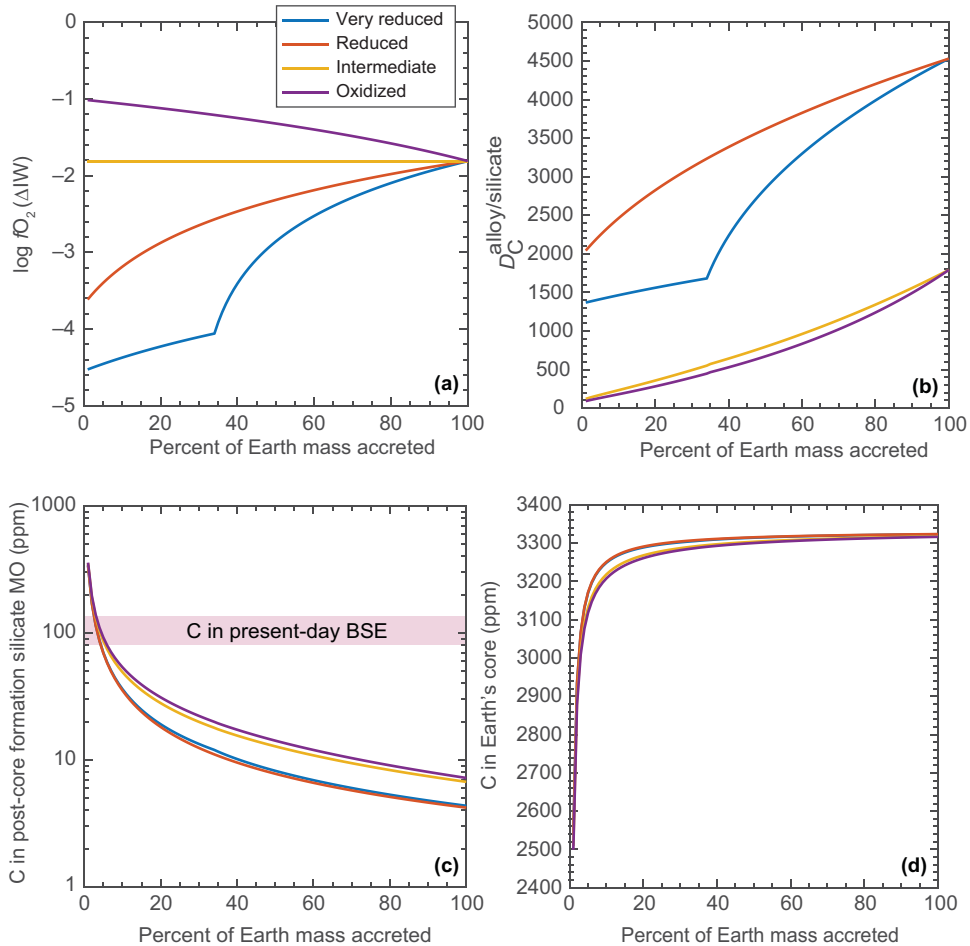 Very reduced
Reduced
Intermediate
Oxidized
0
–1
–2
–3
–4
–5
log fO2 (ΔIW)
0 20 40 60 80 100
Percent of Earth mass accreted
(a)
5000
4500
4000
3500
3000
2500
2000
1500
1000
500
0
D_C^alloy/silicate
0 20 40 60 80 100
Percent of Earth mass accreted
(b)
1000
100
10
1
C in post-core formation silicate MO (ppm)
C in present-day BSE
0 20 40 60 80 100
Percent of Earth mass accreted
(c)
3400
3300
3200
3100
3000
2900
2800
2700
2600
2500
2400
C in Earth's core (ppm)
0 20 40 60 80 100
Percent of Earth mass accreted
(d)